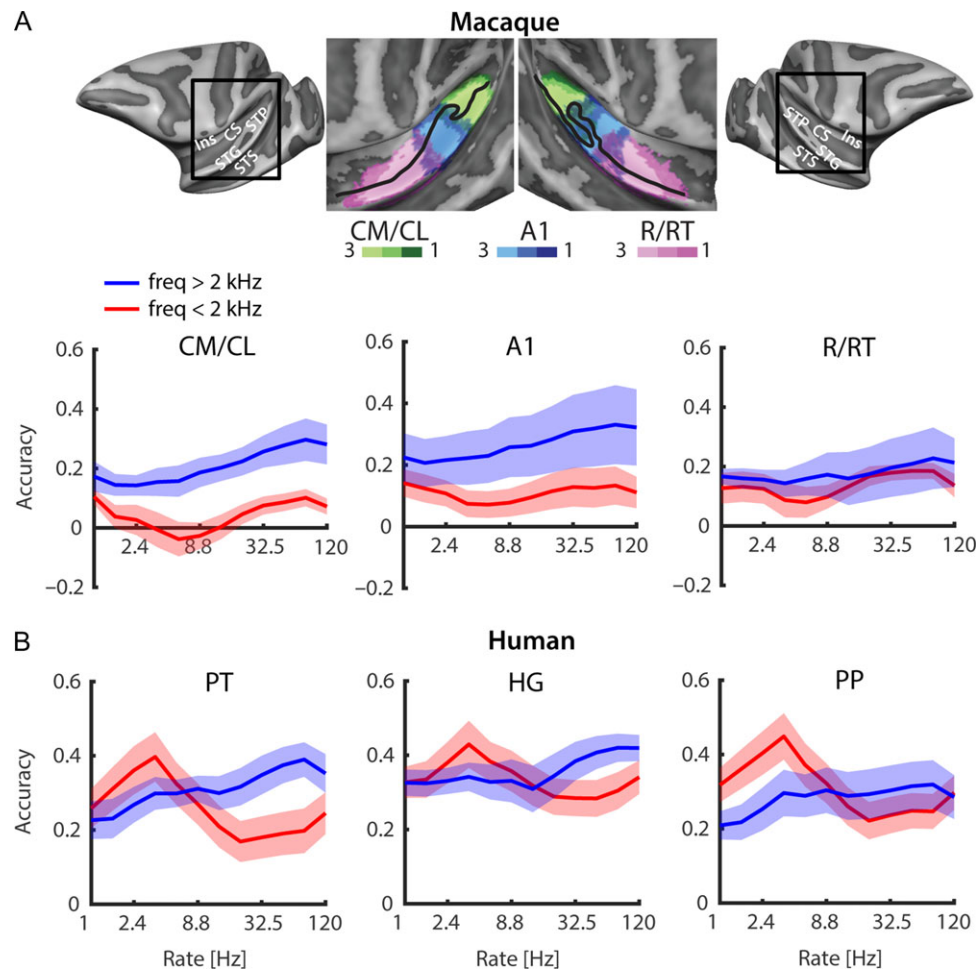 A
Macaque
Ins CS STP
STG
STS
STP CS Ins
STG
STS
CM/CL A1 R/RT
3 1 3 1 3 1
freq > 2 kHz
freq < 2 kHz
CM/CL A1 R/RT
0.6 0.6 0.6
0.4 0.4 0.4
0.2 0.2 0.2
0 0 0
−0.2 −0.2 −0.2
Accuracy
2.4 8.8 32.5 120 2.4 8.8 32.5 120 2.4 8.8 32.5 120
B
Human
PT HG PP
0.6 0.6 0.6
0.4 0.4 0.4
0.2 0.2 0.2
0 0 0
Accuracy
1 2.4 8.8 32.5 120 1 2.4 8.8 32.5 120 1 2.4 8.8 32.5 120
Rate [Hz] Rate [Hz] Rate [Hz]